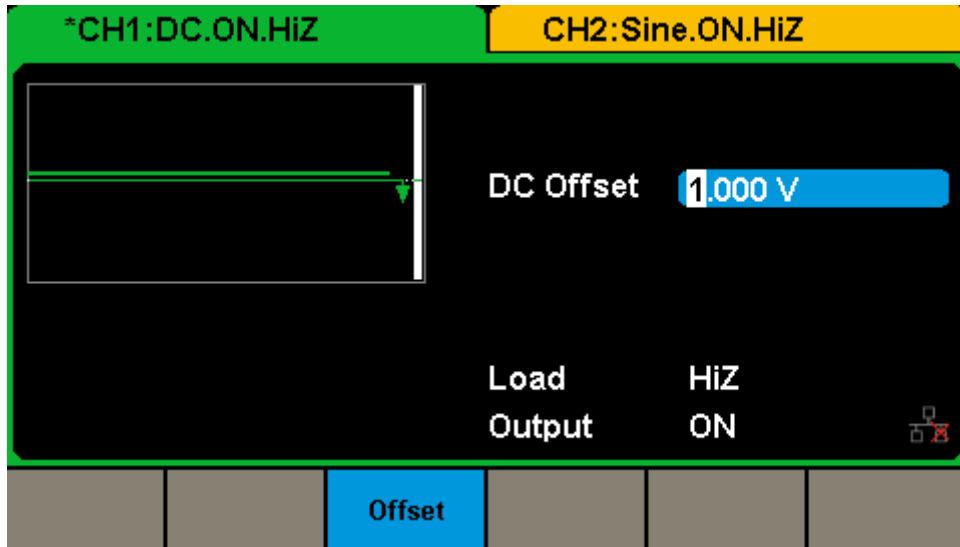 *CH1:DC.ON.HiZ
CH2:Sine.ON.HiZ
DC Offset 1.000 V
Load HiZ
Output ON
Offset